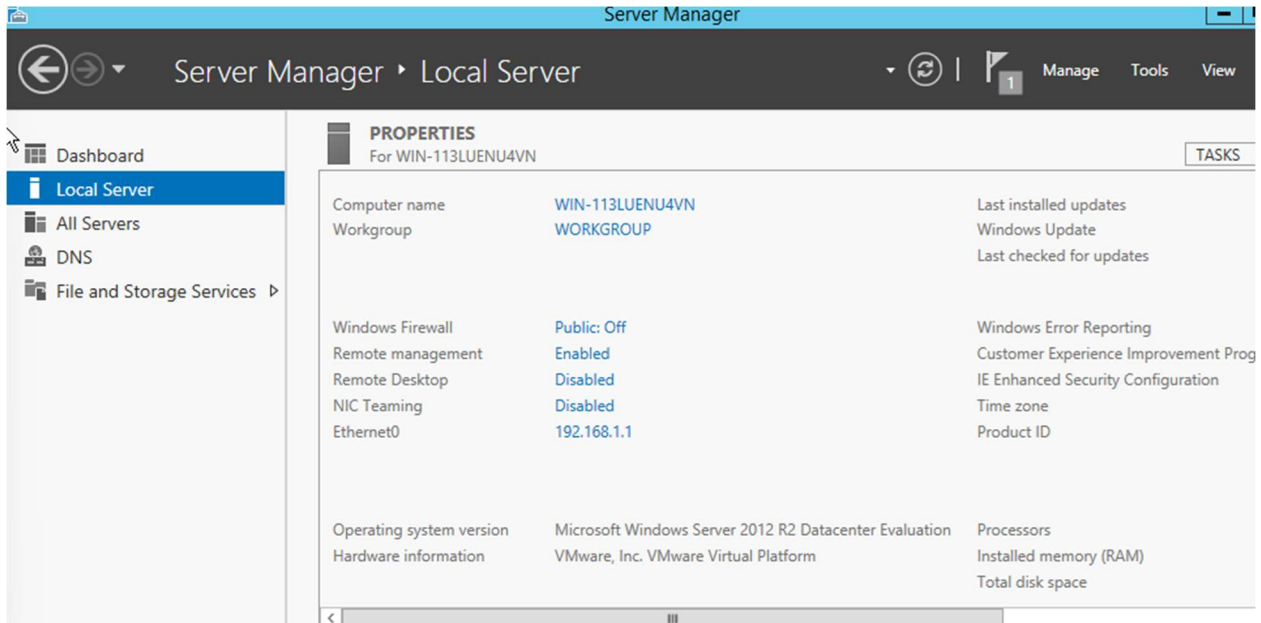 Server Manager
Server Manager • Local Server
1
Manage Tools View
Dashboard
Local Server
All Servers
DNS
File and Storage Services
PROPERTIES
For WIN-113LUENU4VN
TASKS
Computer name WIN-113LUENU4VN
Workgroup WORKGROUP
Last installed updates
Windows Update
Last checked for updates
Windows Firewall Public: Off
Remote management Enabled
Remote Desktop Disabled
NIC Teaming Disabled
Ethernet0 192.168.1.1
Windows Error Reporting
Customer Experience Improvement Prog
IE Enhanced Security Configuration
Time zone
Product ID
Operating system version Microsoft Windows Server 2012 R2 Datacenter Evaluation
Hardware information VMware, Inc. VMware Virtual Platform
Processors
Installed memory (RAM)
Total disk space